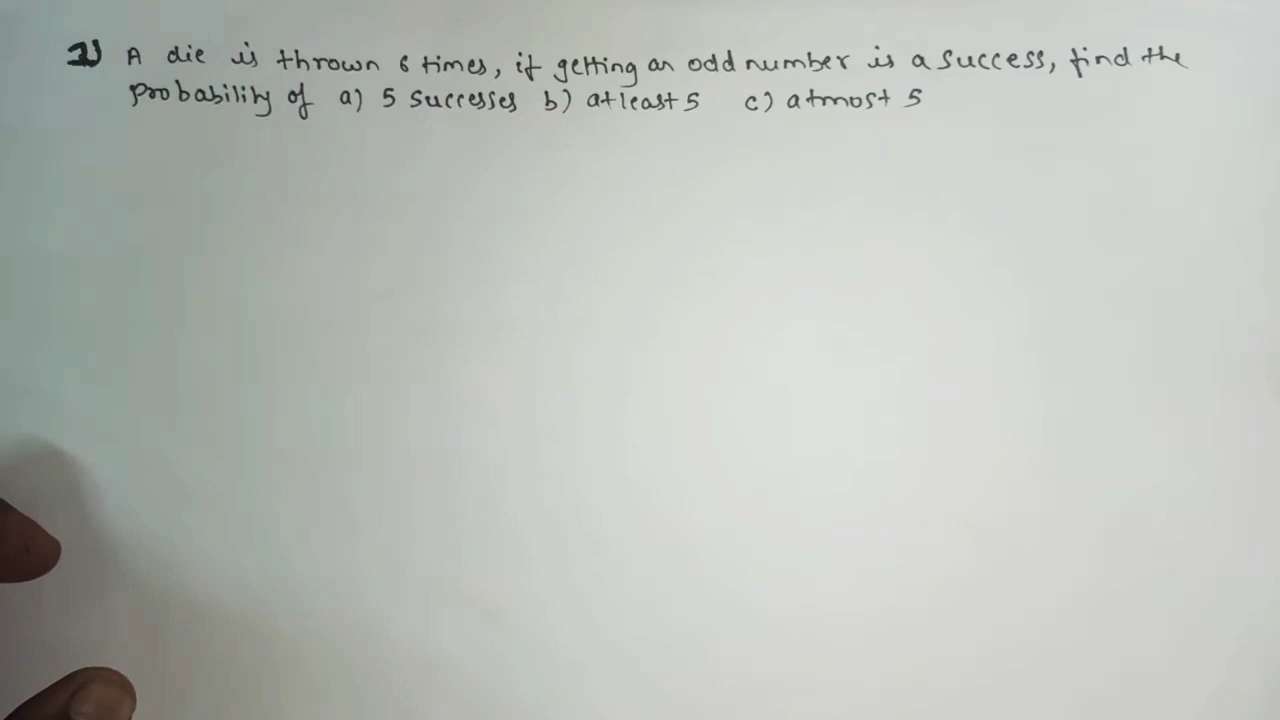 2) A die is thrown 6 times, if getting an odd number is a success, find the
probability of a) 5 successes b) atleast 5 c) atmost 5